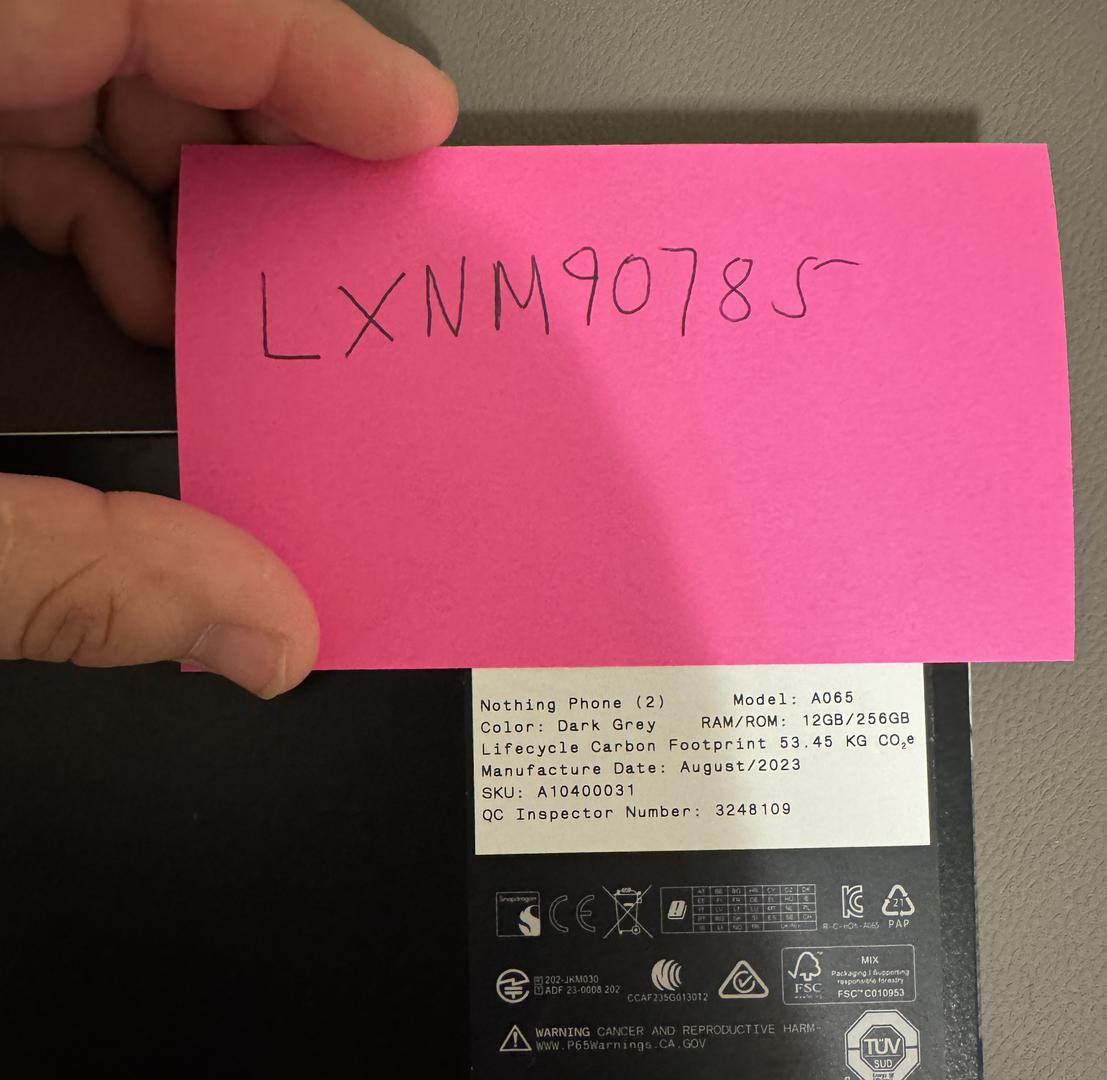 LXNM90785
Nothing Phone (2) Model: A065
Color: Dark Grey RAM/ROM: 12GB/256GB
Lifecycle Carbon Footprint 53.45 KG CO₂e
Manufacture Date: August/2023
SKU: A10400031
QC Inspector Number: 3248109
Snapdragon
CE
21
PAP
R 202-JKM030
T ADF 23-0008 202
CCAF235G013012
FSC
MIX
Packaging | Supporting
responsible forestry
FSC™ C010953
WARNING CANCER AND REPRODUCTIVE HARM-
WWW.P65Warnings.CA.GOV
TÜV
SUD